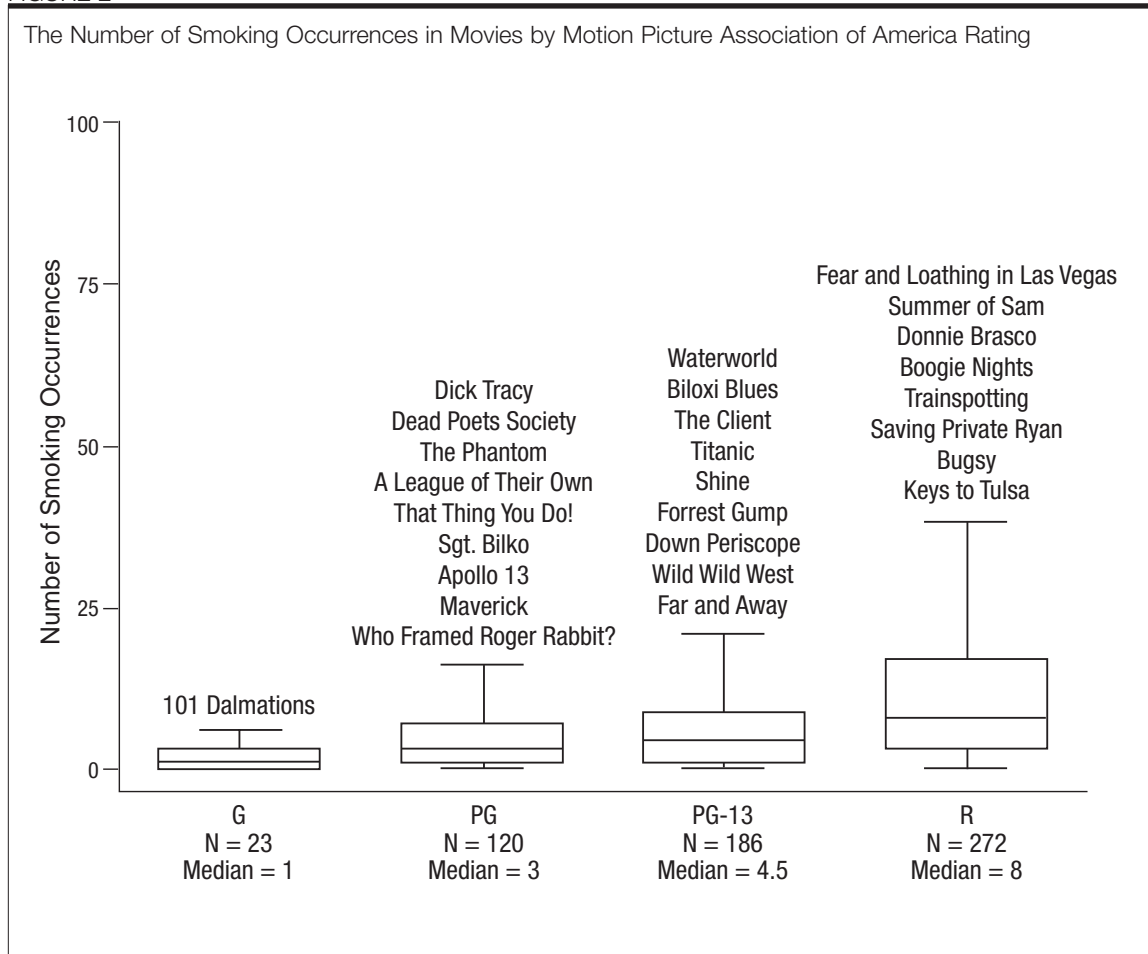 The Number of Smoking Occurrences in Movies by Motion Picture Association of America Rating
100
75
50
25
0
Number of Smoking Occurrences
101 Dalmations
Dick Tracy
Dead Poets Society
The Phantom
A League of Their Own
That Thing You Do!
Sgt. Bilko
Apollo 13
Maverick
Who Framed Roger Rabbit?
Waterworld
Biloxi Blues
The Client
Titanic
Shine
Forrest Gump
Down Periscope
Wild Wild West
Far and Away
Fear and Loathing in Las Vegas
Summer of Sam
Donnie Brasco
Boogie Nights
Trainspotting
Saving Private Ryan
Bugsy
Keys to Tulsa
G
N = 23
Median = 1
PG
N = 120
Median = 3
PG-13
N = 186
Median = 4.5
R
N = 272
Median = 8